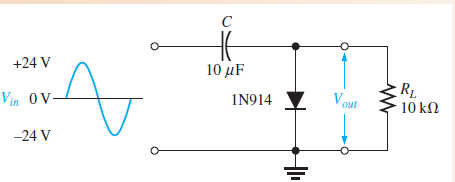 C
+24 V
10 μF
V_in 0 V
1N914
V_out
R_L
10 kΩ
−24 V